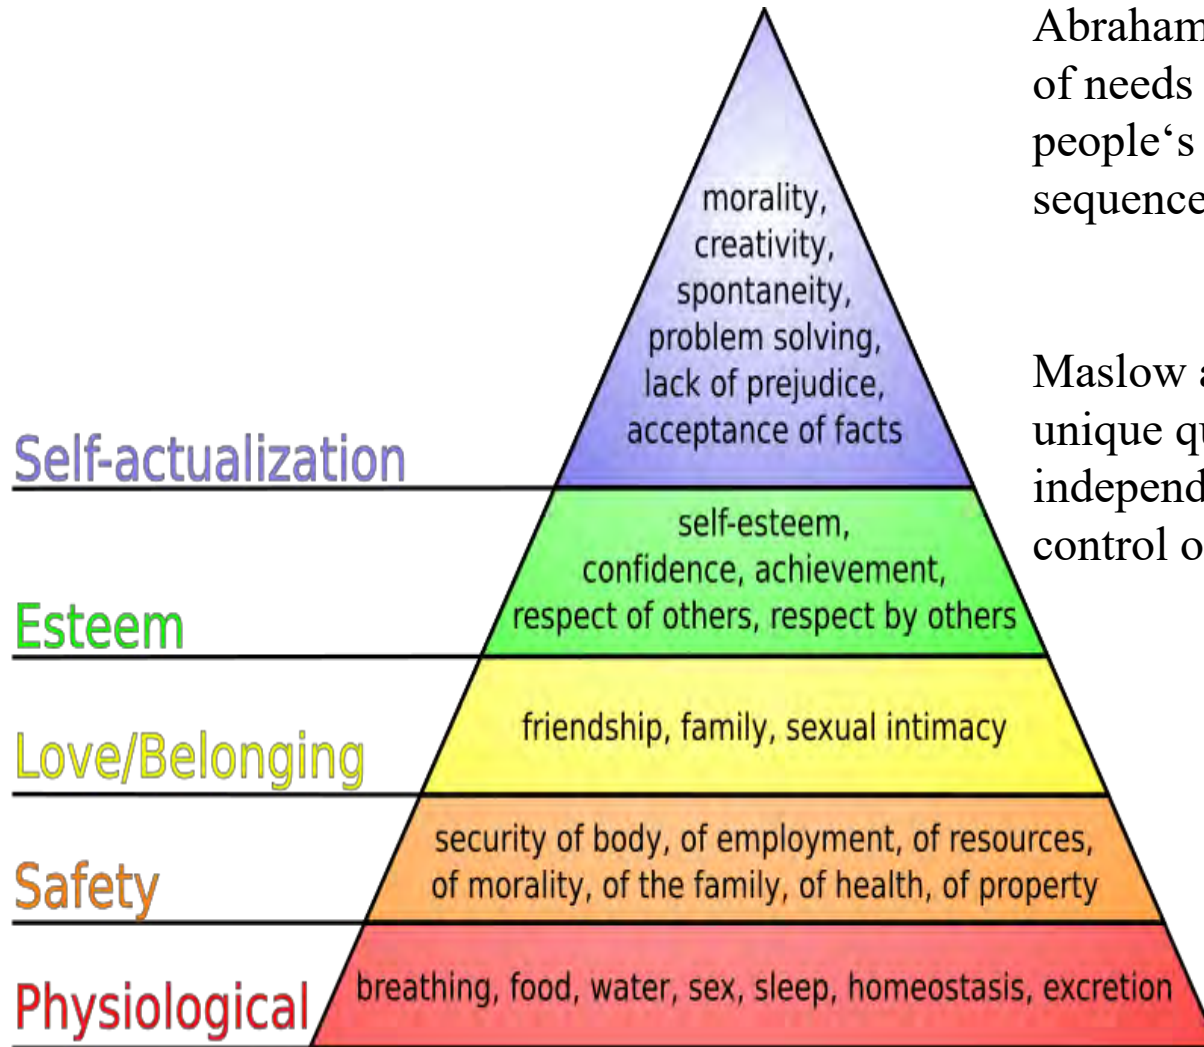 Abraham
of needs
people‘s
sequence
Maslow
unique
independ
control
morality,
creativity,
spontaneity,
problem solving,
lack of prejudice,
acceptance of facts
Self-actualization
self-esteem,
confidence, achievement,
respect of others, respect by others
Esteem
friendship, family, sexual intimacy
Love/Belonging
security of body, of employment, of resources,
of morality, of the family, of health, of property
Safety
breathing, food, water, sex, sleep, homeostasis, excretion
Physiological